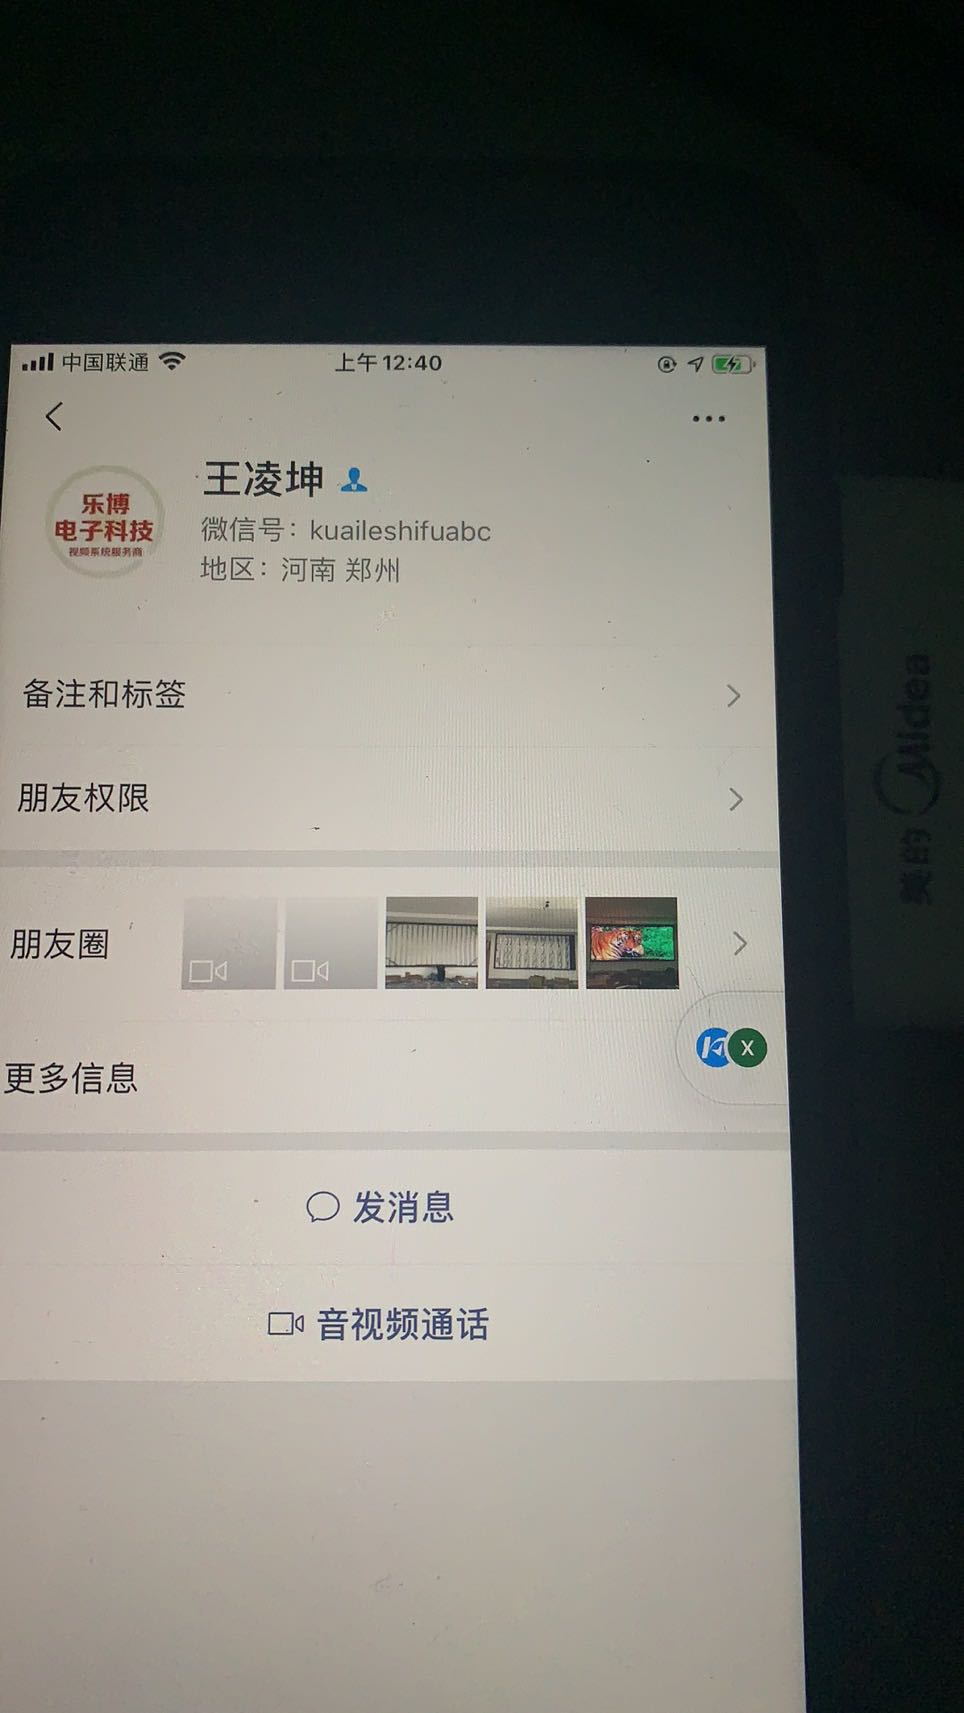 中国联通
上午12:40
乐博
电子科技
视频系统服务商
王凌坤
微信号：kuaileshifuabc
地区：河南 郑州
备注和标签
朋友权限
朋友圈
更多信息
X
发消息
音视频通话
美的 Midea